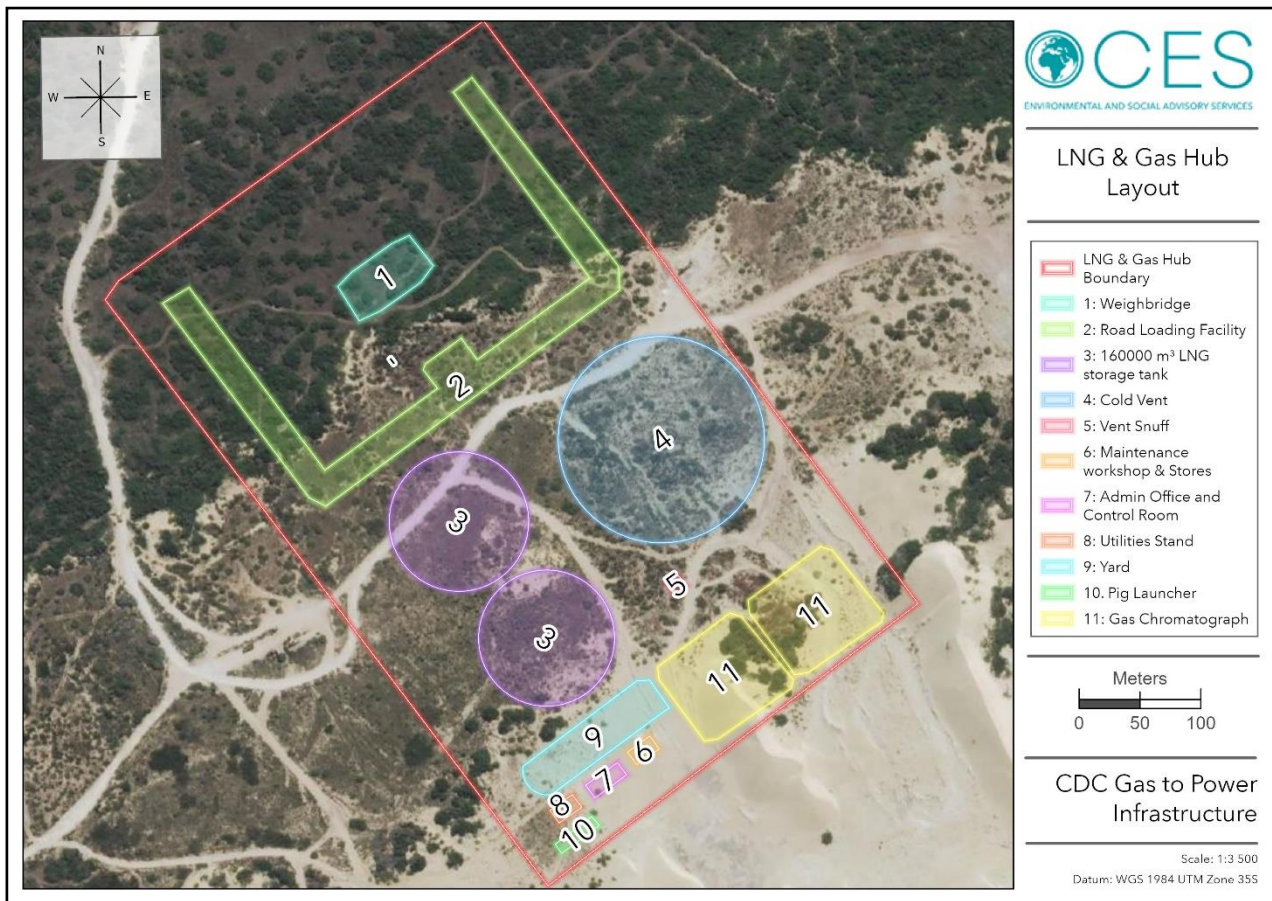 N
W E
S
1
2
3
4
3
5
11
11
9
6
7
8
10
CES
ENVIRONMENTAL AND SOCIAL ADVISORY SERVICES
LNG & Gas Hub
Layout
LNG & Gas Hub
Boundary
1: Weighbridge
2: Road Loading Facility
3: 160000 m³ LNG
storage tank
4: Cold Vent
5: Vent Snuff
6: Maintenance
workshop & Stores
7: Admin Office and
Control Room
8: Utilities Stand
9: Yard
10. Pig Launcher
11: Gas Chromatograph
Meters
0 50 100
CDC Gas to Power
Infrastructure
Scale: 1:3 500
Datum: WGS 1984 UTM Zone 35S